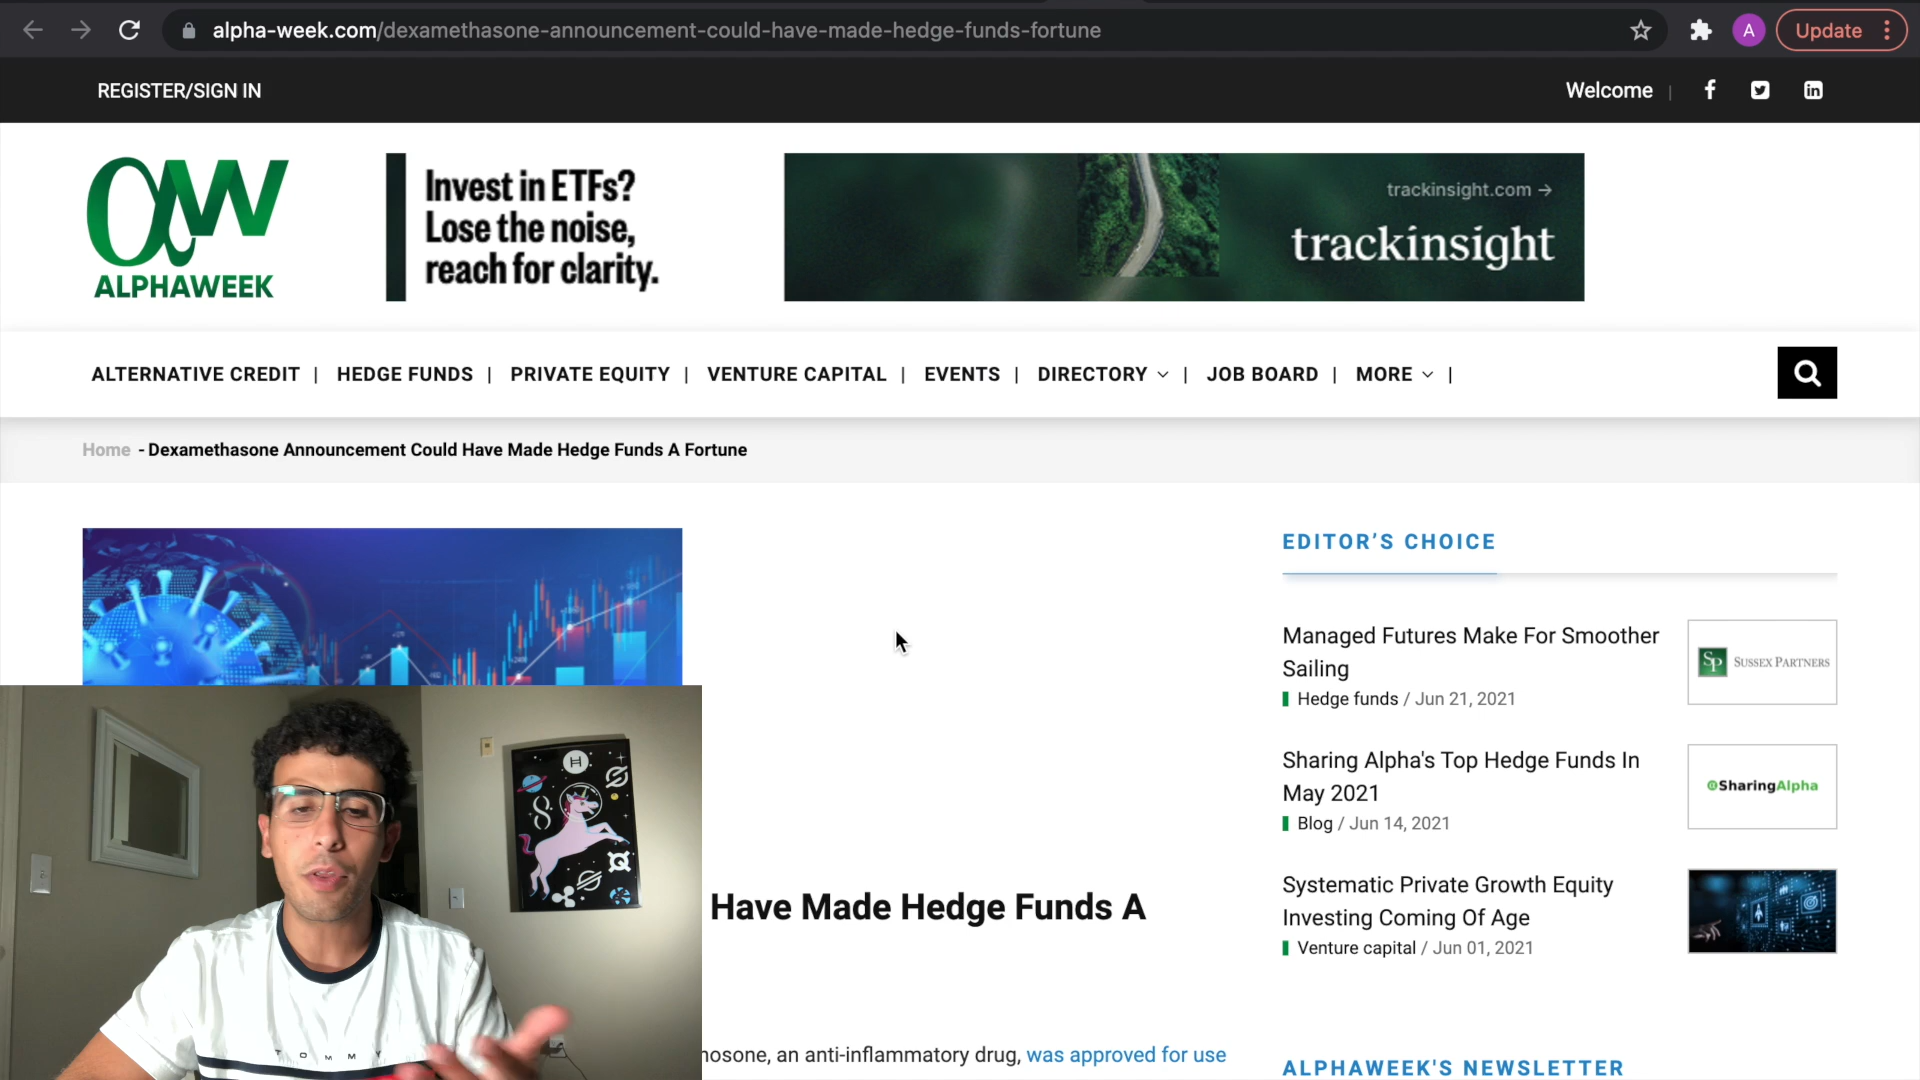 alpha-week.com/dexamethasone-announcement-could-have-made-hedge-funds-fortune
A
Update
REGISTER/SIGN IN
Welcome
ALPHAWEEK
Invest in ETFs?
Lose the noise,
reach for clarity.
trackinsight.com →
trackinsight
ALTERNATIVE CREDIT | HEDGE FUNDS | PRIVATE EQUITY | VENTURE CAPITAL | EVENTS | DIRECTORY | JOB BOARD | MORE |
Home - Dexamethasone Announcement Could Have Made Hedge Funds A Fortune
EDITOR'S CHOICE
Managed Futures Make For Smoother
Sailing
Hedge funds / Jun 21, 2021
SP SUSSEX PARTNERS
Sharing Alpha's Top Hedge Funds In
May 2021
Blog / Jun 14, 2021
SharingAlpha
Systematic Private Growth Equity
Investing Coming Of Age
Venture capital / Jun 01, 2021
Have Made Hedge Funds A
TOMMY
hosone, an anti-inflammatory drug, was approved for use
ALPHAWEEK'S NEWSLETTER